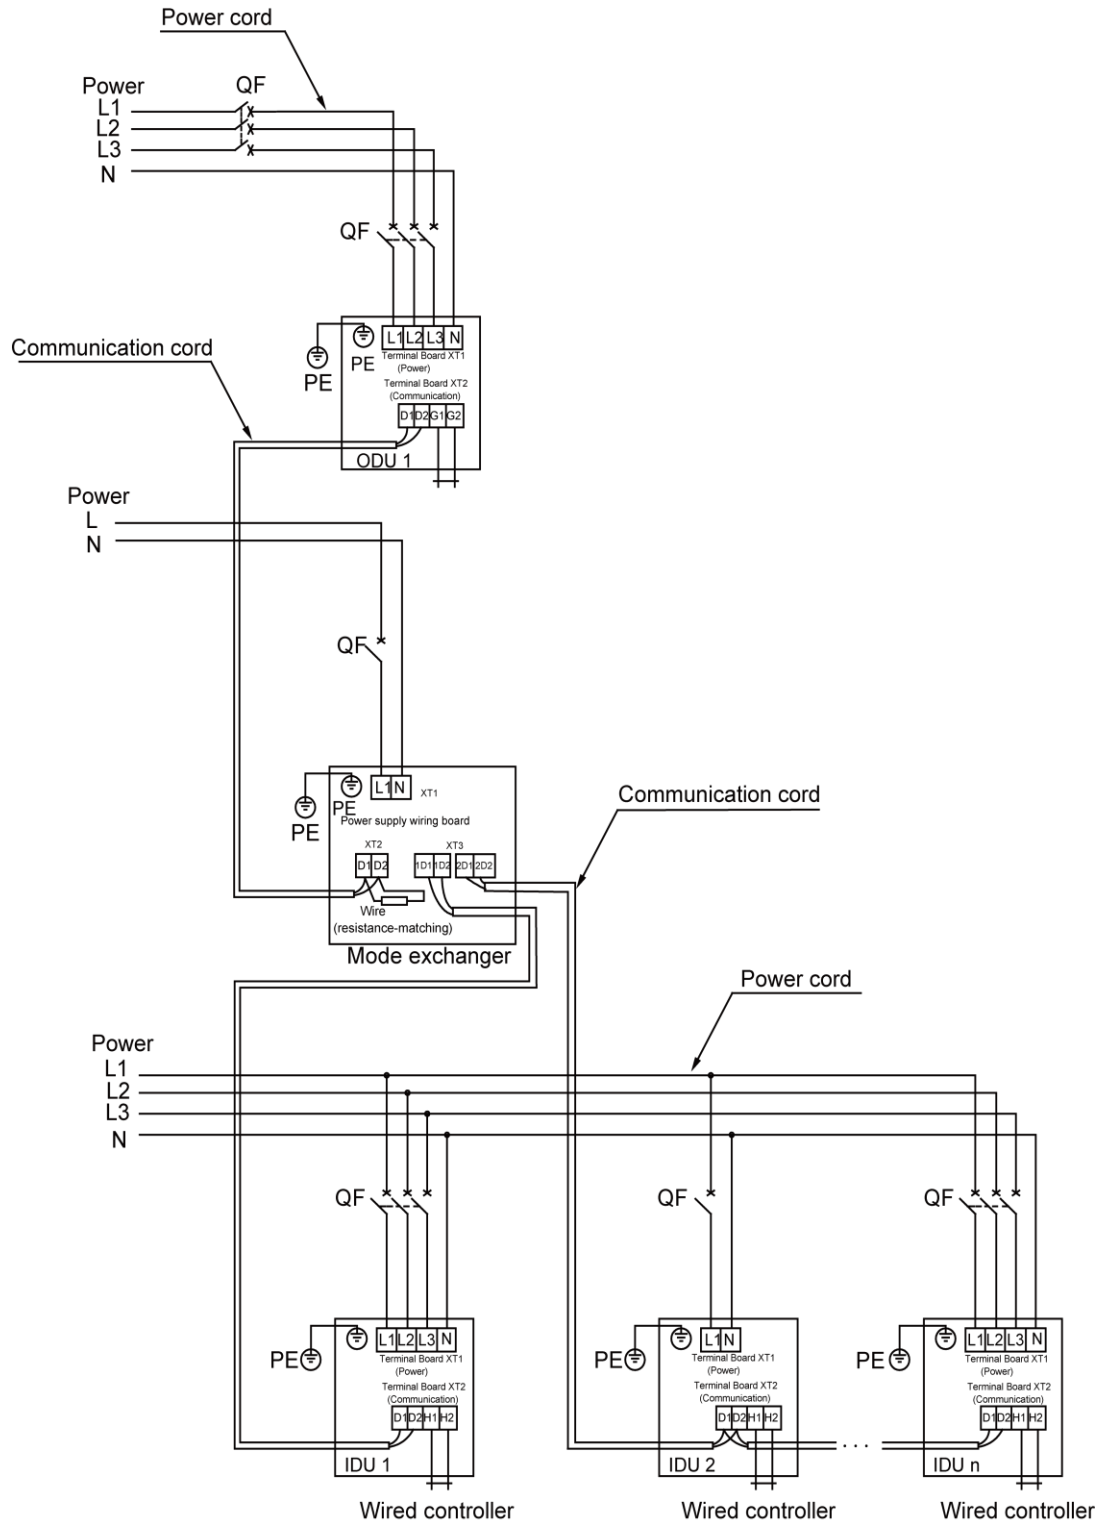 Power cord
Power
QF
L1
L2
L3
N
QF
L1 L2 L3 N
PE
PE
Terminal Board XT1
(Power)
Terminal Board XT2
(Communication)
D1 D2 G1 G2
ODU 1
Communication cord
Power
L
N
QF
L1 N
XT1
PE
PE
Power supply wiring board
XT2
XT3
D1 D2
1D1 1D2
2D1 2D2
Wire
(resistance-matching)
Mode exchanger
Communication cord
Power cord
Power
L1
L2
L3
N
QF
QF
QF
PE
L1 L2 L3 N
Terminal Board XT1
(Power)
Terminal Board XT2
(Communication)
D1 D2 H1 H2
IDU 1
Wired controller
PE
L1 N
Terminal Board XT1
(Power)
Terminal Board XT2
(Communication)
D1 D2 H1 H2
IDU 2
Wired controller
. . .
PE
L1 L2 L3 N
Terminal Board XT1
(Power)
Terminal Board XT2
(Communication)
D1 D2 H1 H2
IDU n
Wired controller